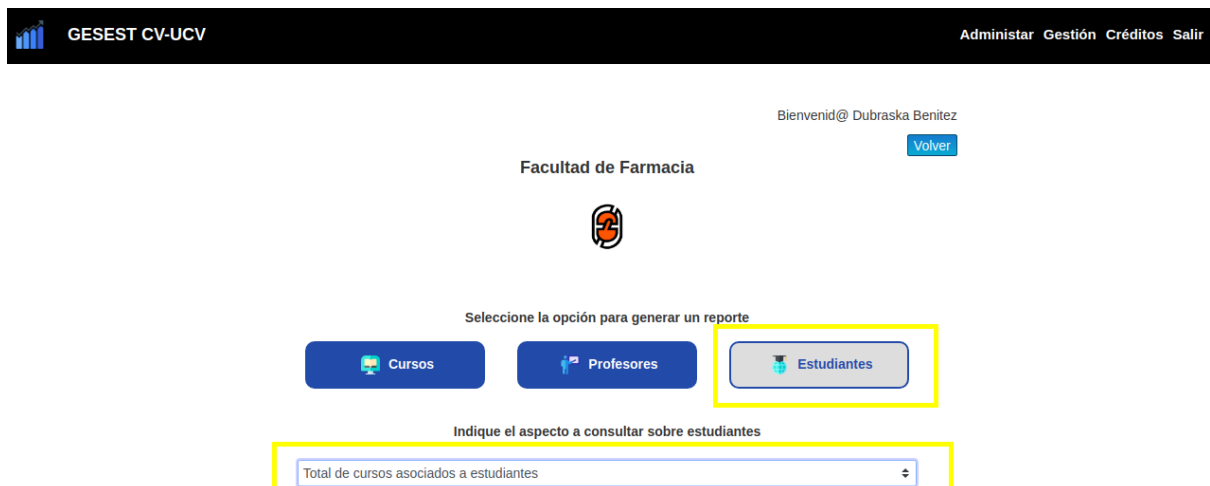 GESEST CV-UCV
Administar Gestión Créditos Salir
Bienvenid@ Dubraska Benitez
Volver
Facultad de Farmacia
Seleccione la opción para generar un reporte
Cursos Profesores Estudiantes
Indique el aspecto a consultar sobre estudiantes
Total de cursos asociados a estudiantes